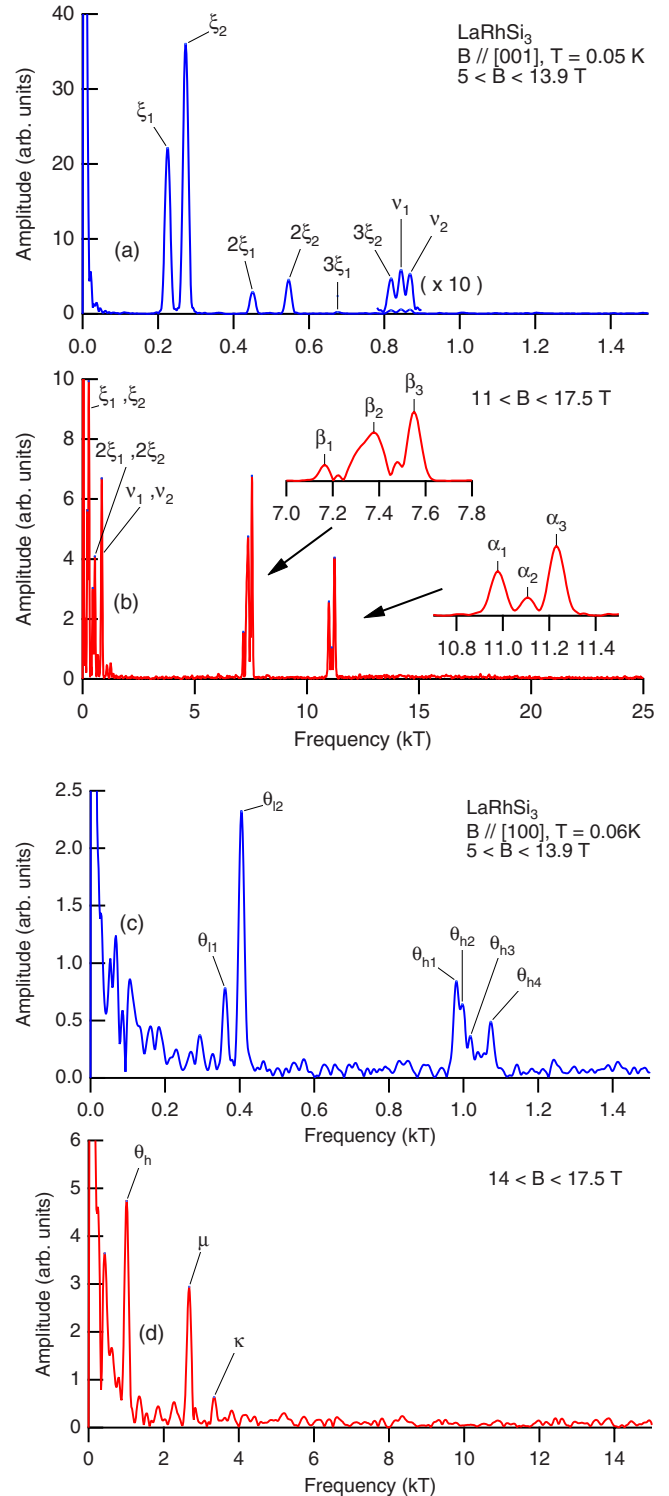 LaRhSi₃
B // [001], T = 0.05 K
5 < B < 13.9 T
Amplitude (arb. units)
40
30
20
10
0
ξ₁
ξ₂
(a)
2ξ₁
2ξ₂
3ξ₁
3ξ₂
ν₁
ν₂
( x 10 )
0.0 0.2 0.4 0.6 0.8 1.0 1.2 1.4
11 < B < 17.5 T
Amplitude (arb. units)
10
8
6
4
2
0
ξ₁ ,ξ₂
2ξ₁ ,2ξ₂
ν₁ ,ν₂
(b)
β₁
β₂
β₃
7.0 7.2 7.4 7.6 7.8
α₁
α₂
α₃
10.8 11.0 11.2 11.4
0 5 10 15 20 25
Frequency (kT)
LaRhSi₃
B // [100], T = 0.06K
5 < B < 13.9 T
Amplitude (arb. units)
2.5
2.0
1.5
1.0
0.5
0.0
(c)
θl1
θl2
θh1
θh2
θh3
θh4
0.0 0.2 0.4 0.6 0.8 1.0 1.2 1.4
Frequency (kT)
14 < B < 17.5 T
Amplitude (arb. units)
6
5
4
3
2
1
0
θh
μ
κ
(d)
0 2 4 6 8 10 12 14
Frequency (kT)